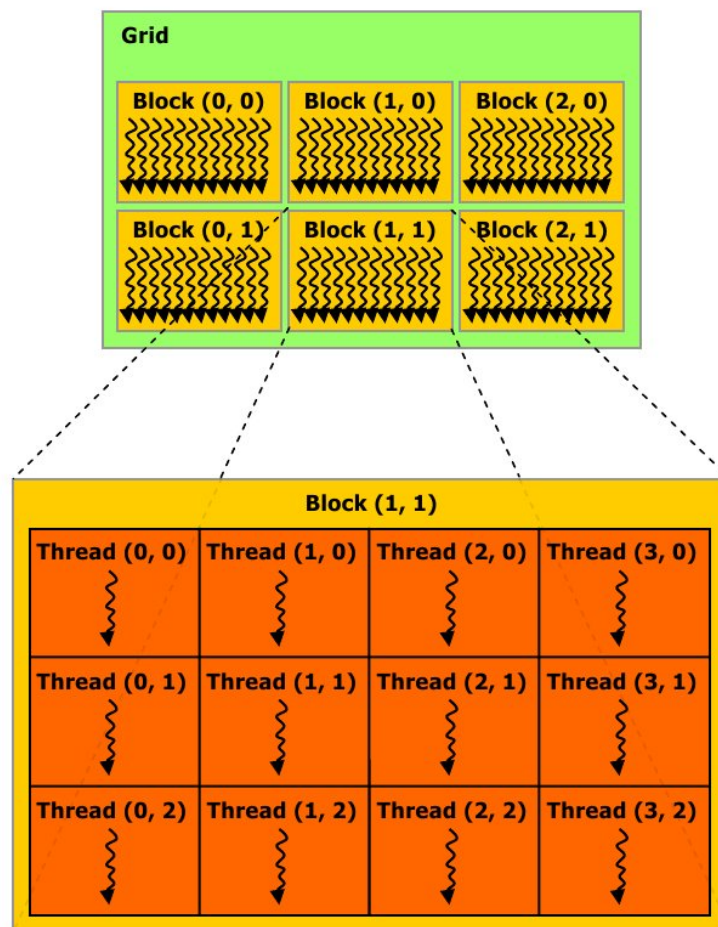 Grid
Block (0, 0) Block (1, 0) Block (2, 0)
Block (0, 1) Block (1, 1) Block (2, 1)
Block (1, 1)
Thread (0, 0) Thread (1, 0) Thread (2, 0) Thread (3, 0)
Thread (0, 1) Thread (1, 1) Thread (2, 1) Thread (3, 1)
Thread (0, 2) Thread (1, 2) Thread (2, 2) Thread (3, 2)